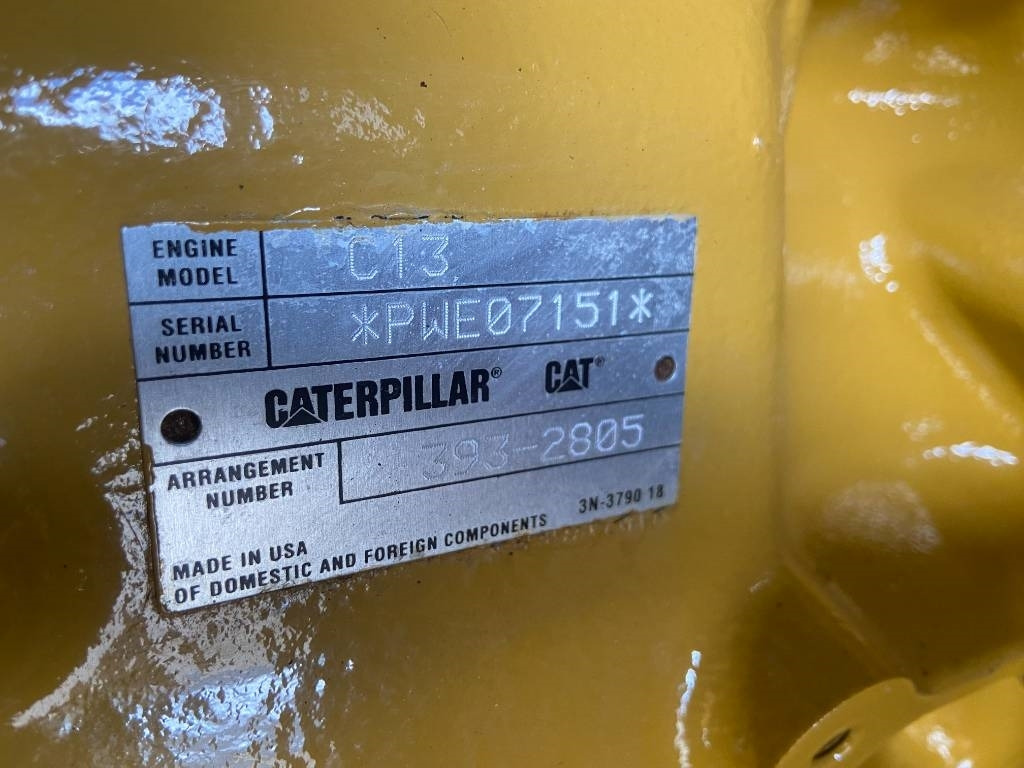 ENGINE MODEL C13
SERIAL NUMBER *PWE07151*
CATERPILLAR® CAT®
ARRANGEMENT NUMBER 393-2805
3N-3790 18
MADE IN USA
OF DOMESTIC AND FOREIGN COMPONENTS